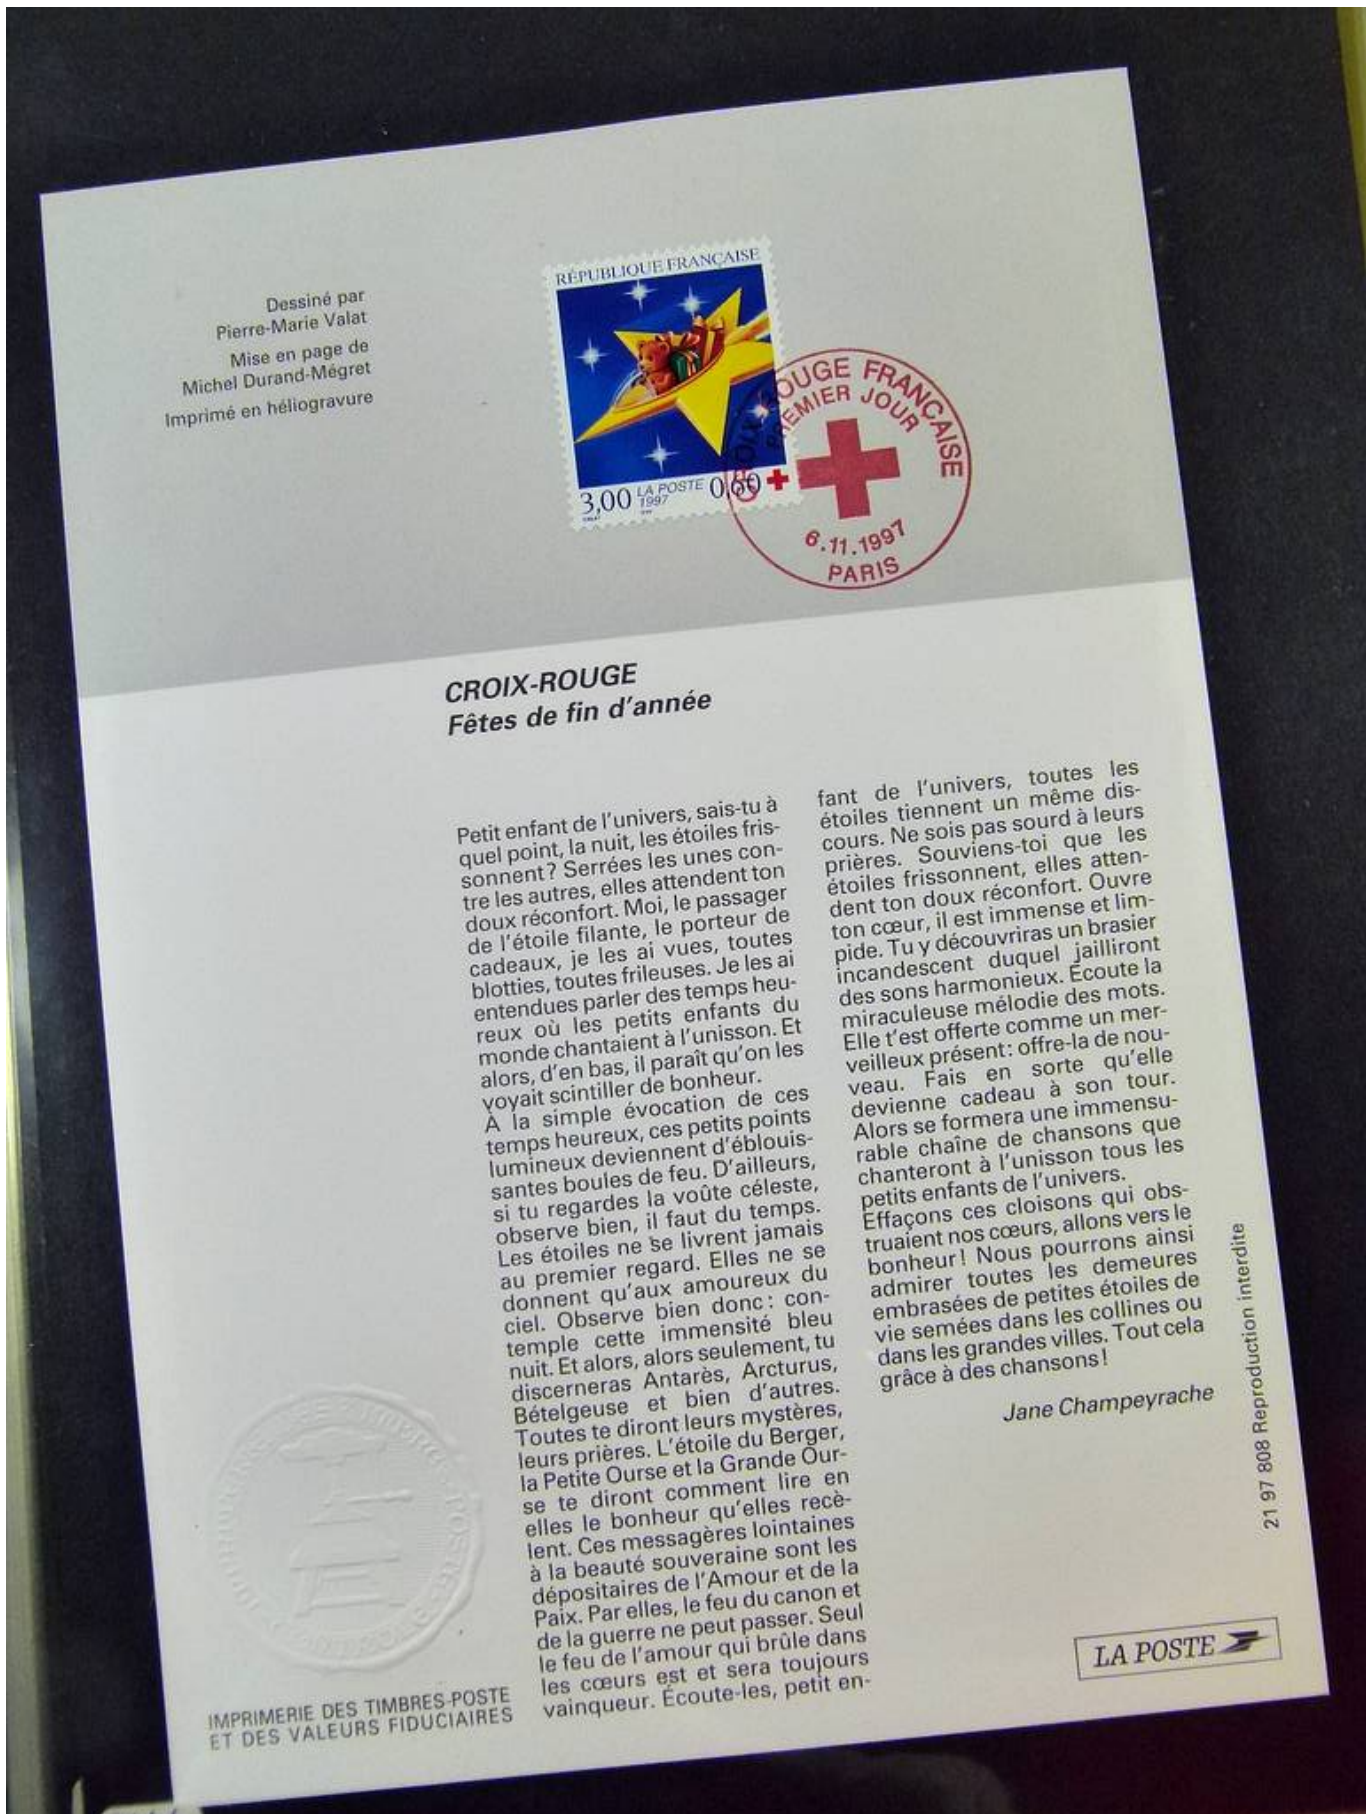 Dessiné par
Pierre-Marie Valat
Mise en page de
Michel Durand-Mégret
Imprimé en héliogravure
RÉPUBLIQUE FRANÇAISE
3,00 LA POSTE 0,60
1997
CROIX-ROUGE FRANÇAISE
PREMIER JOUR
6.11.1997
PARIS
CROIX-ROUGE
Fêtes de fin d'année
Petit enfant de l'univers, sais-tu à
quel point, la nuit, les étoiles fris-
sonnent? Serrées les unes con-
tre les autres, elles attendent ton
doux réconfort. Moi, le passager
de l'étoile filante, le porteur de
cadeaux, je les ai vues, toutes
blotties, toutes frileuses. Je les ai
entendues parler des temps heu-
reux où les petits enfants du
monde chantaient à l'unisson. Et
alors, d'en bas, il paraît qu'on les
voyait scintiller de bonheur.
À la simple évocation de ces
temps heureux, ces petits points
lumineux deviennent d'éblouis-
santes boules de feu. D'ailleurs,
si tu regardes la voûte céleste,
observe bien, il faut du temps.
Les étoiles ne se livrent jamais
au premier regard. Elles ne se
donnent qu'aux amoureux du
ciel. Observe bien donc: con-
temple cette immensité bleu
nuit. Et alors, alors seulement, tu
discerneras Antarès, Arcturus,
Bételgeuse et bien d'autres.
Toutes te diront leurs mystères,
leurs prières. L'étoile du Berger,
la Petite Ourse et la Grande Our-
se te diront comment lire en
elles le bonheur qu'elles recè-
lent. Ces messagères lointaines
à la beauté souveraine sont les
dépositaires de l'Amour et de la
Paix. Par elles, le feu du canon et
de la guerre ne peut passer. Seul
le feu de l'amour qui brûle dans
les cœurs est et sera toujours
vainqueur. Écoute-les, petit en-
fant de l'univers, toutes les
étoiles tiennent un même dis-
cours. Ne sois pas sourd à leurs
prières. Souviens-toi que les
étoiles frissonnent, elles atten-
dent ton doux réconfort. Ouvre
ton cœur, il est immense et lim-
pide. Tu y découvriras un brasier
incandescent duquel jailliront
des sons harmonieux. Écoute la
miraculeuse mélodie des mots.
Elle t'est offerte comme un mer-
veilleux présent: offre-la de nou-
veau. Fais en sorte qu'elle
devienne cadeau à son tour.
Alors se formera une immensu-
rable chaîne de chansons que
chanteront à l'unisson tous les
petits enfants de l'univers.
Effaçons ces cloisons qui obs-
truaient nos cœurs, allons vers le
bonheur! Nous pourrons ainsi
admirer toutes les demeures
embrasées de petites étoiles de
vie semées dans les collines ou
dans les grandes villes. Tout cela
grâce à des chansons!
Jane Champeyrache
21 97 808 Reproduction interdite
IMPRIMERIE DES TIMBRES-POSTE
ET DES VALEURS FIDUCIAIRES
LA POSTE